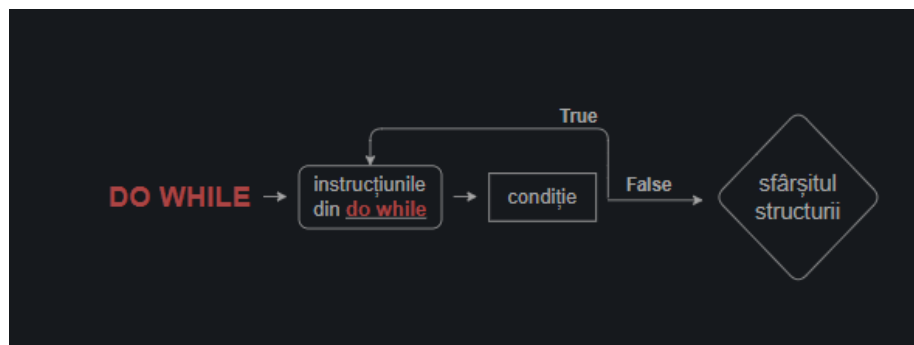 True
DO WHILE
instrucțiunile
din do while
condiție
False
sfârșitul
structurii